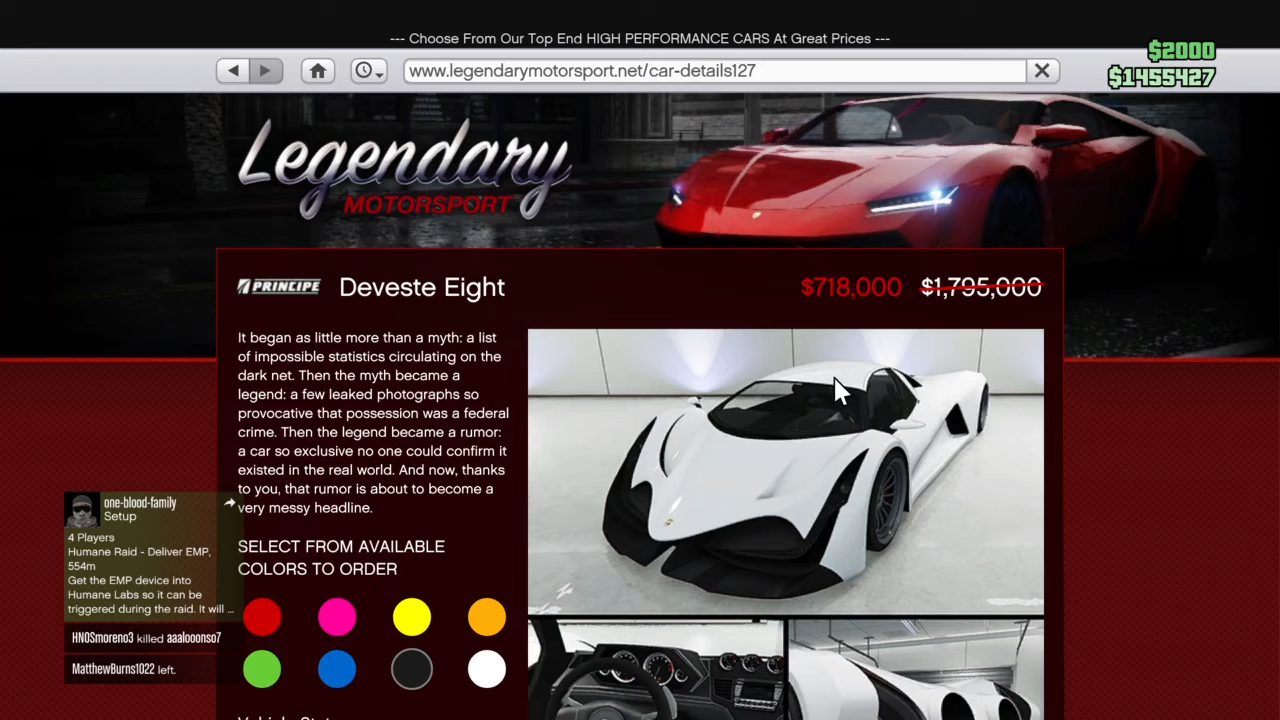 --- Choose From Our Top End HIGH PERFORMANCE CARS At Great Prices ---
$2000
$1455427
www.legendarymotorsport.net/car-details127
Legendary
MOTORSPORT
PRINCIPE
Deveste Eight
$718,000 $1,795,000
It began as little more than a myth: a list
of impossible statistics circulating on the
dark net. Then the myth became a
legend: a few leaked photographs so
provocative that possession was a federal
crime. Then the legend became a rumor:
a car so exclusive no one could confirm it
existed in the real world. And now, thanks
to you, that rumor is about to become a
very messy headline.
SELECT FROM AVAILABLE
COLORS TO ORDER
one-blood-family
Setup
4 Players
Humane Raid - Deliver EMP,
554m
Get the EMP device into
Humane Labs so it can be
triggered during the raid. It will ...
HNOSmoreno3 killed aaalooonso7
MatthewBurns1022 left.